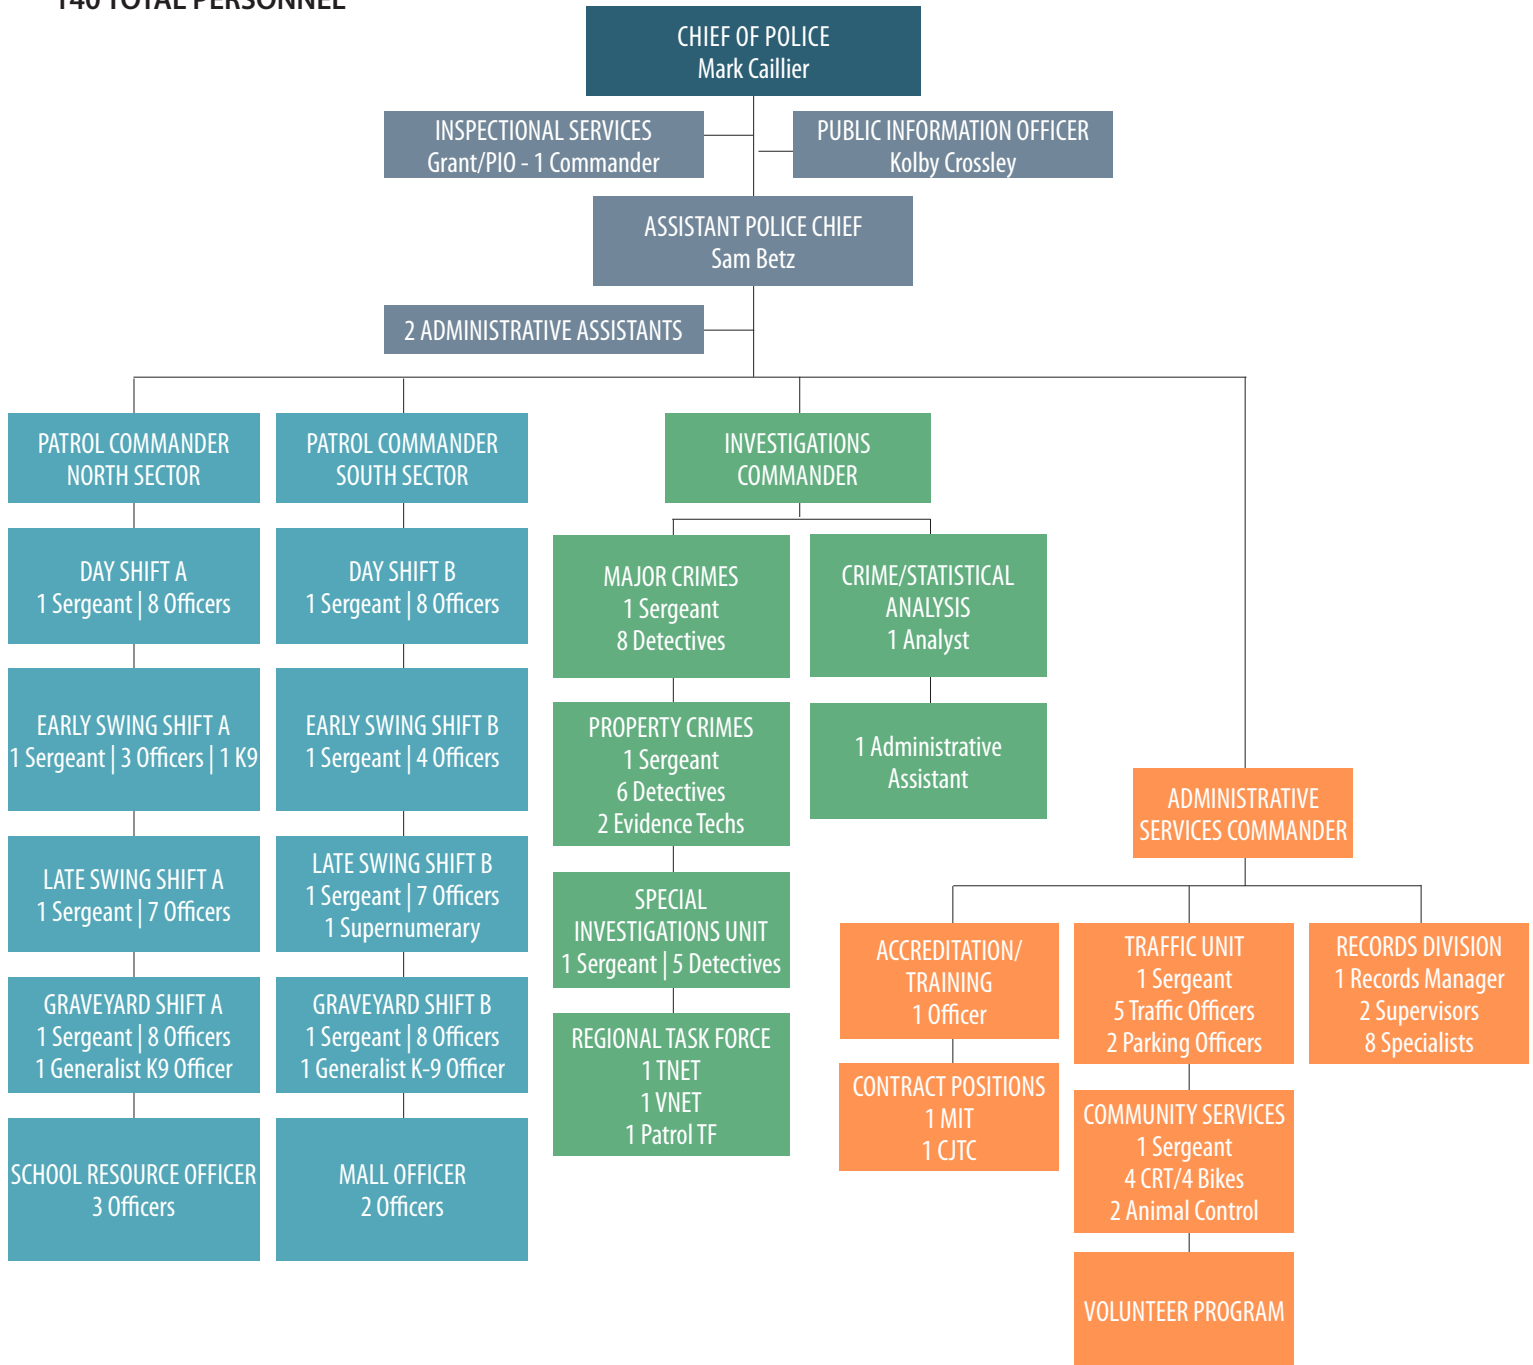 140 TOTAL PERSONNEL
CHIEF OF POLICE
Mark Caillier
INSPECTIONAL SERVICES
Grant/PIO - 1 Commander
PUBLIC INFORMATION OFFICER
Kolby Crossley
ASSISTANT POLICE CHIEF
Sam Betz
2 ADMINISTRATIVE ASSISTANTS
PATROL COMMANDER
NORTH SECTOR
DAY SHIFT A
1 Sergeant | 8 Officers
EARLY SWING SHIFT A
1 Sergeant | 3 Officers | 1 K9
LATE SWING SHIFT A
1 Sergeant | 7 Officers
GRAVEYARD SHIFT A
1 Sergeant | 8 Officers
1 Generalist K9 Officer
SCHOOL RESOURCE OFFICER
3 Officers
PATROL COMMANDER
SOUTH SECTOR
DAY SHIFT B
1 Sergeant | 8 Officers
EARLY SWING SHIFT B
1 Sergeant | 4 Officers
LATE SWING SHIFT B
1 Sergeant | 7 Officers
1 Supernumerary
GRAVEYARD SHIFT B
1 Sergeant | 8 Officers
1 Generalist K-9 Officer
MALL OFFICER
2 Officers
INVESTIGATIONS
COMMANDER
MAJOR CRIMES
1 Sergeant
8 Detectives
PROPERTY CRIMES
1 Sergeant
6 Detectives
2 Evidence Techs
SPECIAL
INVESTIGATIONS UNIT
1 Sergeant | 5 Detectives
REGIONAL TASK FORCE
1 TNET
1 VNET
1 Patrol TF
CRIME/STATISTICAL
ANALYSIS
1 Analyst
1 Administrative
Assistant
ADMINISTRATIVE
SERVICES COMMANDER
ACCREDITATION/
TRAINING
1 Officer
CONTRACT POSITIONS
1 MIT
1 CJTC
TRAFFIC UNIT
1 Sergeant
5 Traffic Officers
2 Parking Officers
COMMUNITY SERVICES
1 Sergeant
4 CRT/4 Bikes
2 Animal Control
VOLUNTEER PROGRAM
RECORDS DIVISION
1 Records Manager
2 Supervisors
8 Specialists